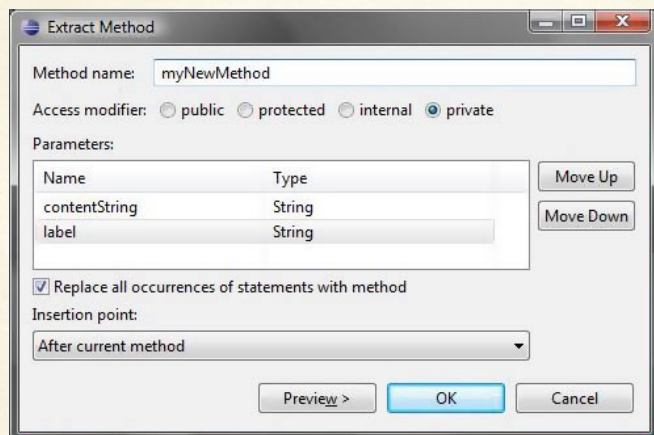 Extract Method
Method name: myNewMethod
Access modifier: public protected internal private
Parameters:
Name Type
contentString String
label String
Move Up
Move Down
Replace all occurrences of statements with method
Insertion point:
After current method
Preview > OK Cancel